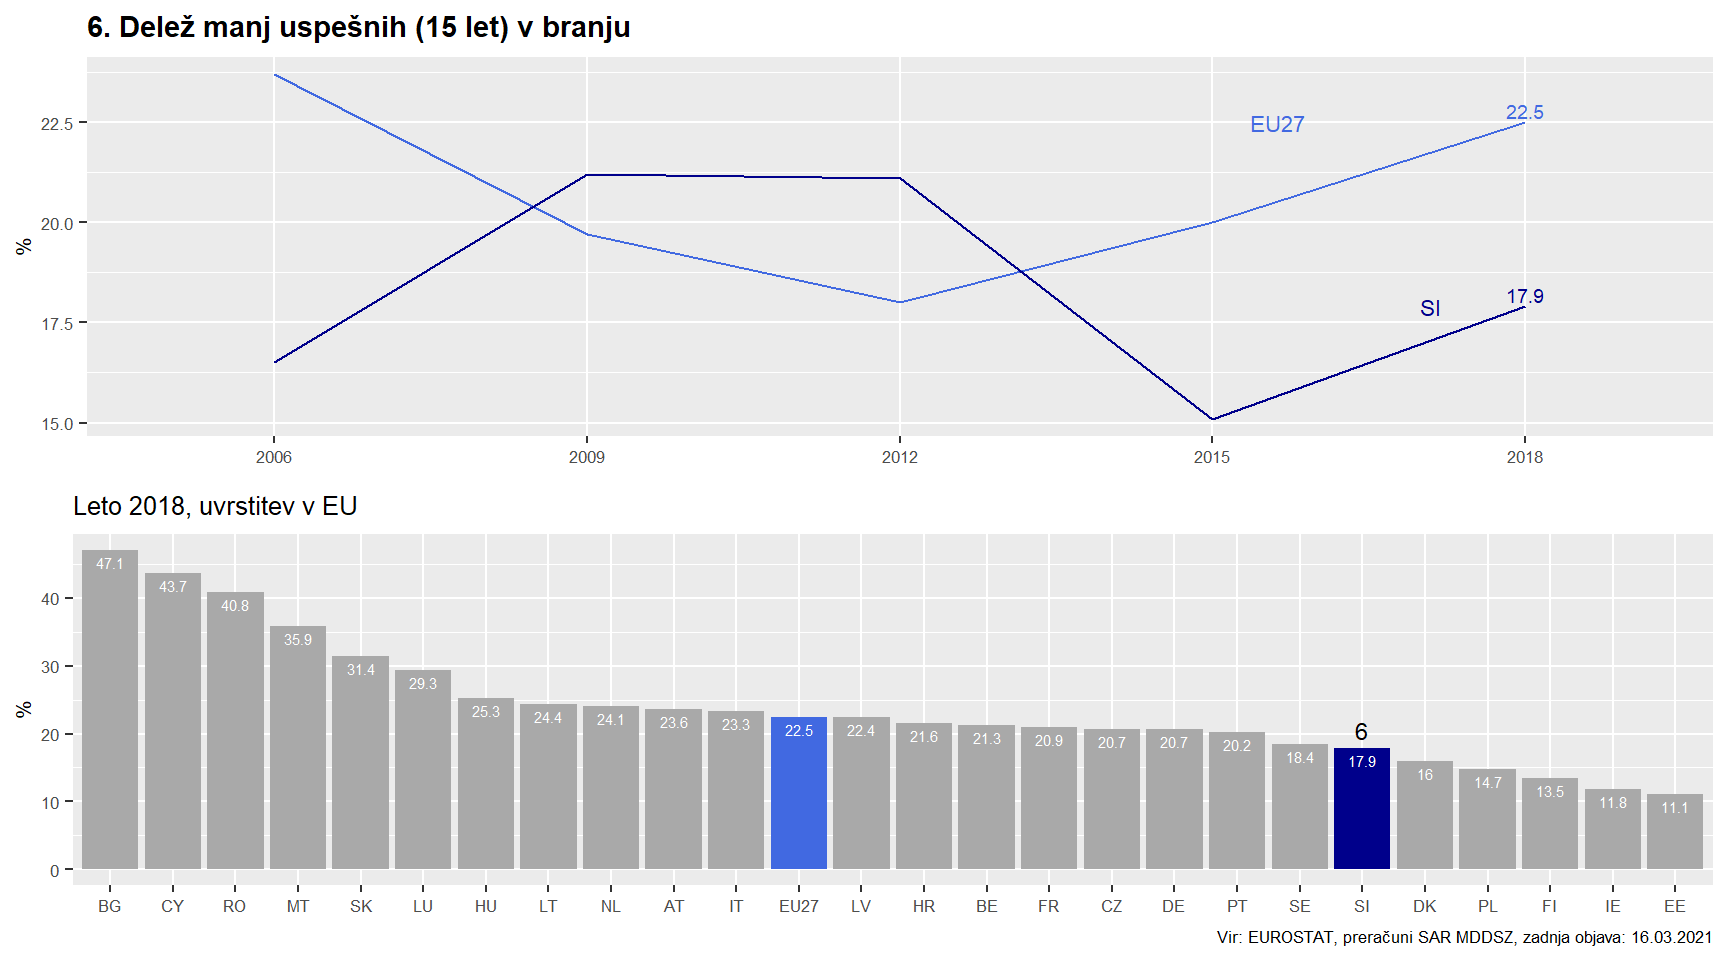 6. Delež manj uspešnih (15 let) v branju
%
22.5
20.0
17.5
15.0
EU27
22.5
SI
17.9
2006 2009 2012 2015 2018
Leto 2018, uvrstitev v EU
%
40
30
20
10
0
6
47.1 43.7 40.8 35.9 31.4 29.3 25.3 24.4 24.1 23.6 23.3 22.5 22.4 21.6 21.3 20.9 20.7 20.7 20.2 18.4 17.9 16 14.7 13.5 11.8 11.1
BG CY RO MT SK LU HU LT NL AT IT EU27 LV HR BE FR CZ DE PT SE SI DK PL FI IE EE
Vir: EUROSTAT, preračuni SAR MDDSZ, zadnja objava: 16.03.2021